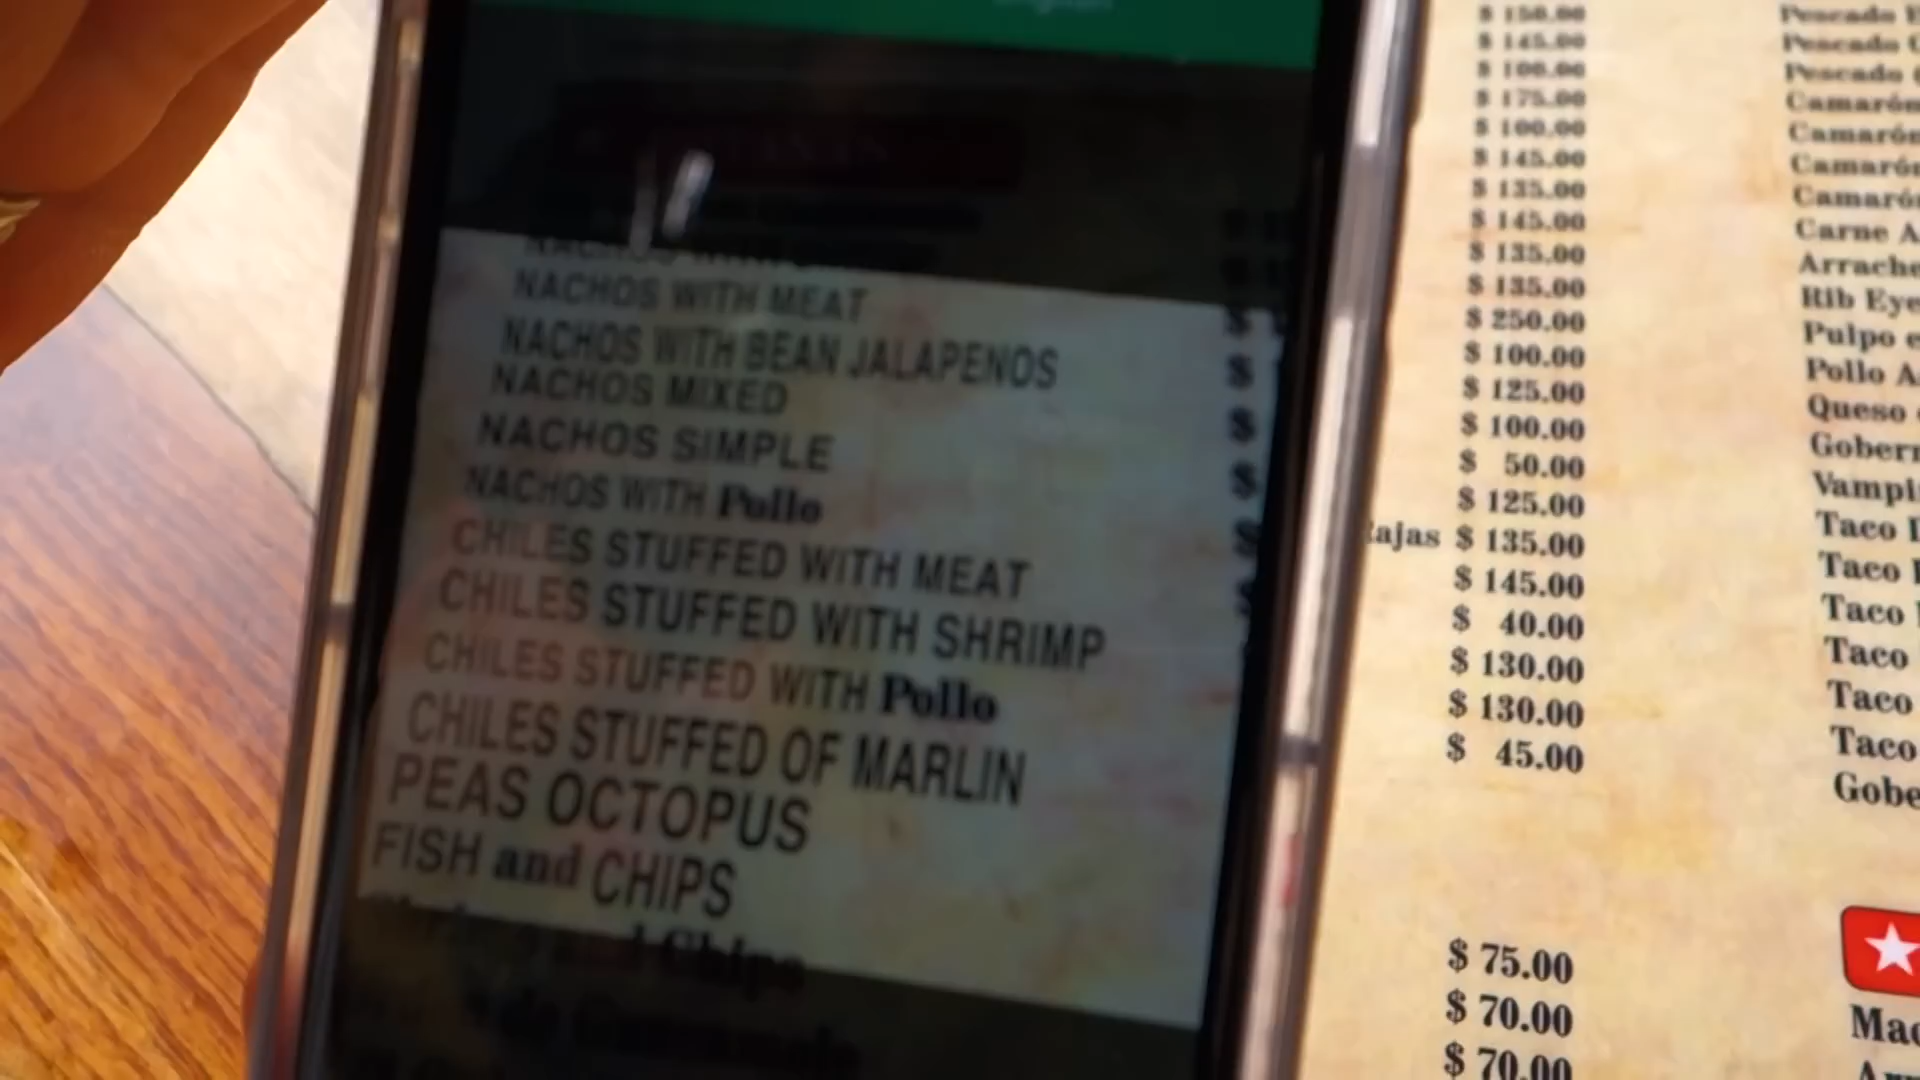 NACHOS WITH MEAT
NACHOS WITH BEAN JALAPENOS
NACHOS MIXED
NACHOS SIMPLE
NACHOS WITH Pollo
CHILES STUFFED WITH MEAT
CHILES STUFFED WITH SHRIMP
CHILES STUFFED WITH Pollo
CHILES STUFFED OF MARLIN
PEAS OCTOPUS
FISH and CHIPS
$ 150.00 Pescado
$ 145.00 Pescado
$ 100.00 Pescado
$ 175.00 Camarón
$ 100.00 Camarón
$ 145.00 Camarón
$ 135.00 Camarón
$ 145.00 Carne A
$ 135.00 Arrache
$ 135.00 Rib Eye
$ 250.00 Pulpo e
$ 100.00 Pollo A
$ 125.00 Queso
$ 100.00 Gobern
$ 50.00 Vampi
$ 125.00 Taco
Rajas $ 135.00 Taco
$ 145.00 Taco
$ 40.00 Taco
$ 130.00 Taco
$ 130.00 Taco
$ 45.00 Gobe
$ 75.00
$ 70.00 Mac
$ 70.00